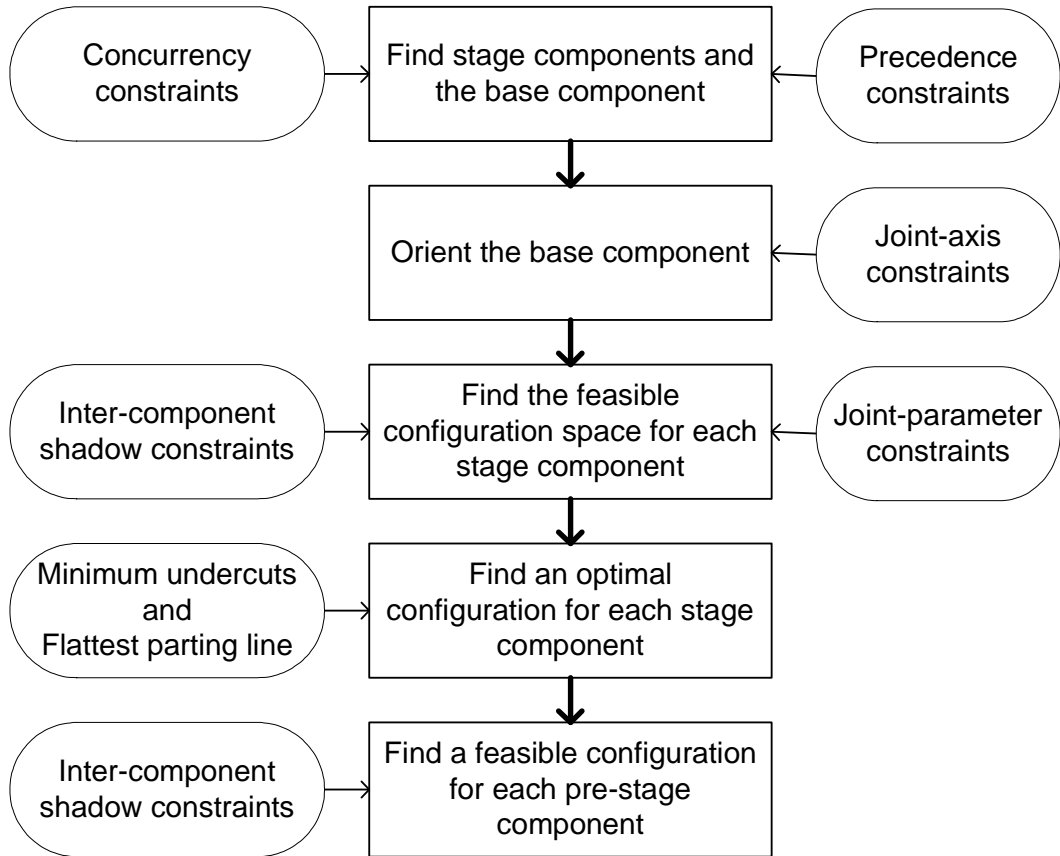 Concurrency
constraints
Find stage components and
the base component
Precedence
constraints
Orient the base component
Joint-axis
constraints
Inter-component
shadow constraints
Find the feasible
configuration space for each
stage component
Joint-parameter
constraints
Minimum undercuts
and
Flattest parting line
Find an optimal
configuration for each stage
component
Inter-component
shadow constraints
Find a feasible configuration
for each pre-stage
component